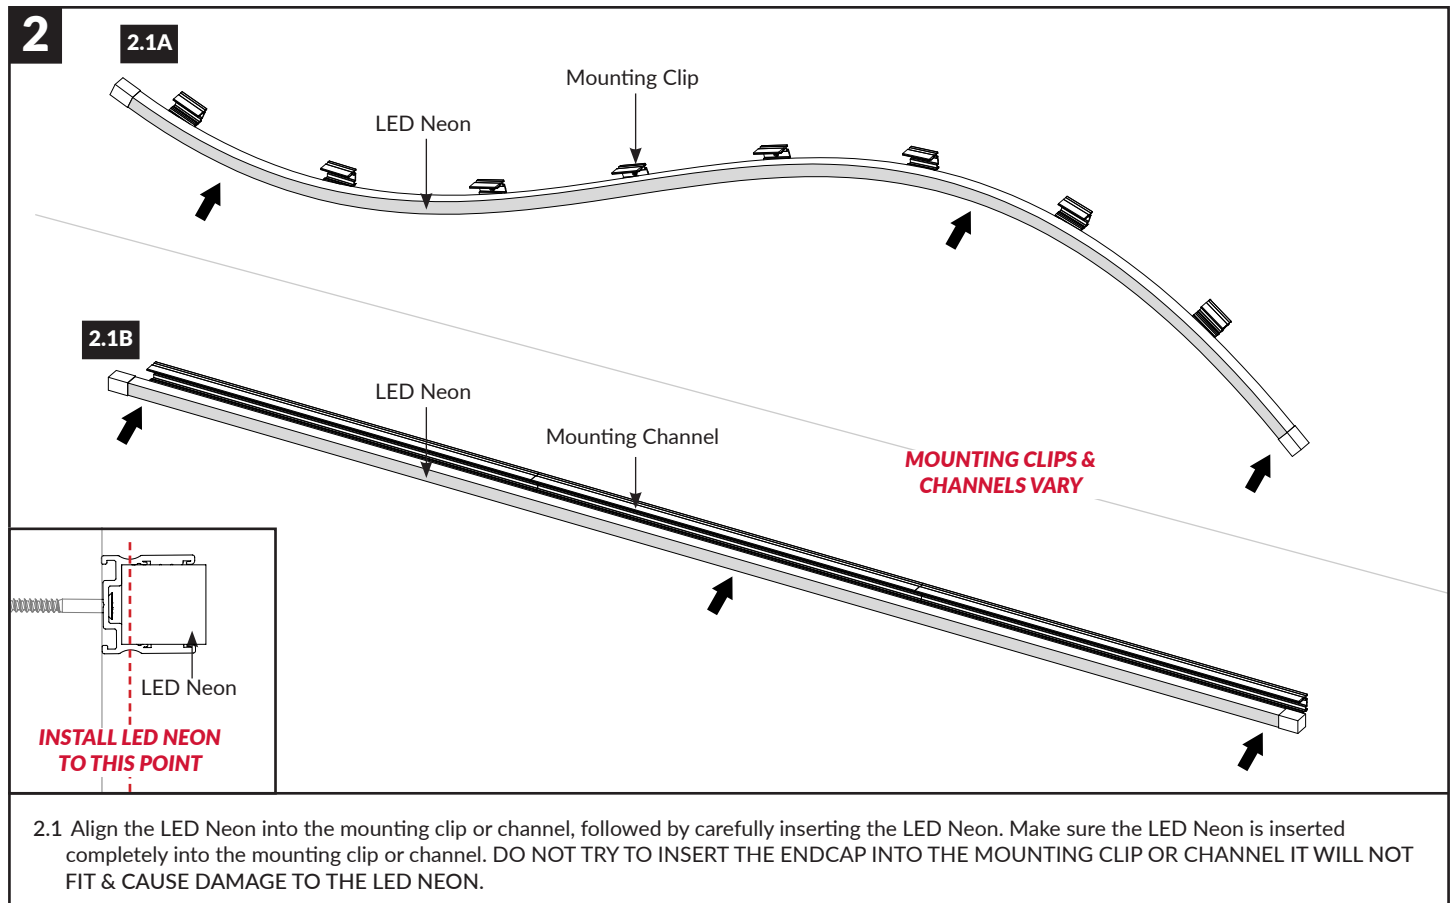 2
2.1A
Mounting Clip
LED Neon
2.1B
LED Neon
Mounting Channel
MOUNTING CLIPS &
CHANNELS VARY
LED Neon
INSTALL LED NEON
TO THIS POINT
2.1 Align the LED Neon into the mounting clip or channel, followed by carefully inserting the LED Neon. Make sure the LED Neon is inserted
completely into the mounting clip or channel. DO NOT TRY TO INSERT THE ENDCAP INTO THE MOUNTING CLIP OR CHANNEL IT WILL NOT
FIT & CAUSE DAMAGE TO THE LED NEON.